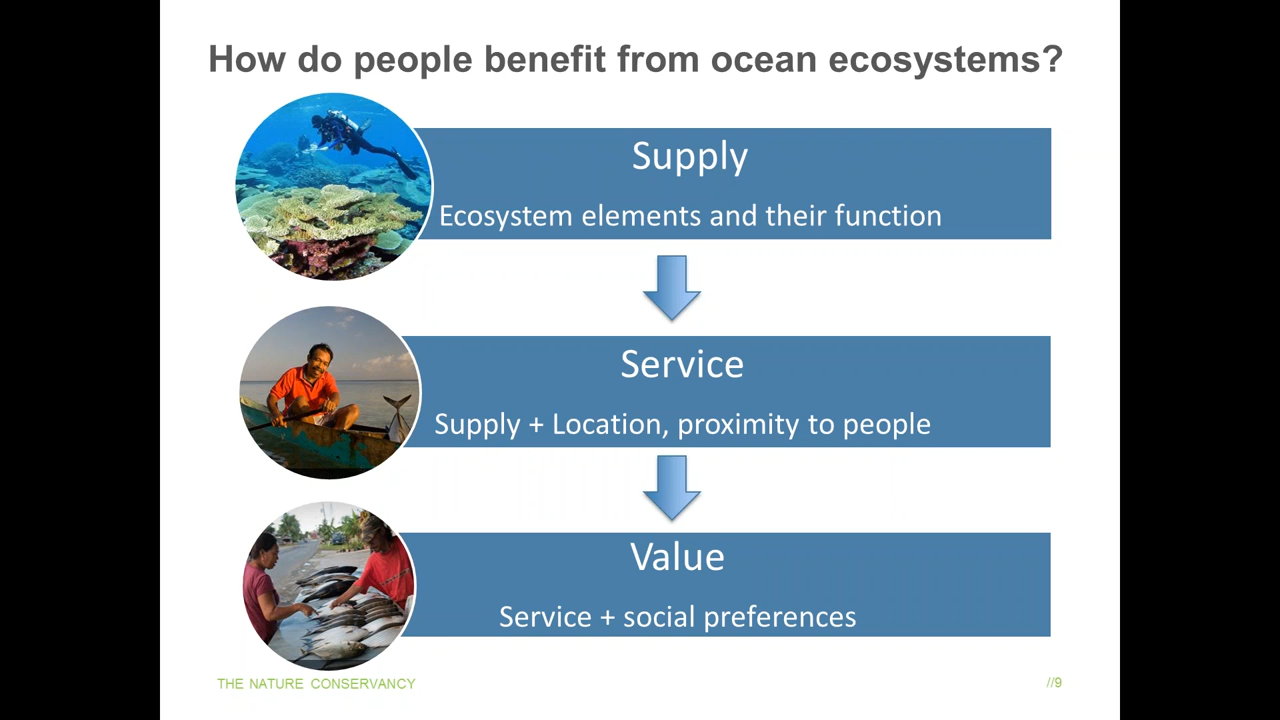 How do people benefit from ocean ecosystems?
Supply
Ecosystem elements and their function
Service
Supply + Location, proximity to people
Value
Service + social preferences
THE NATURE CONSERVANCY
//9